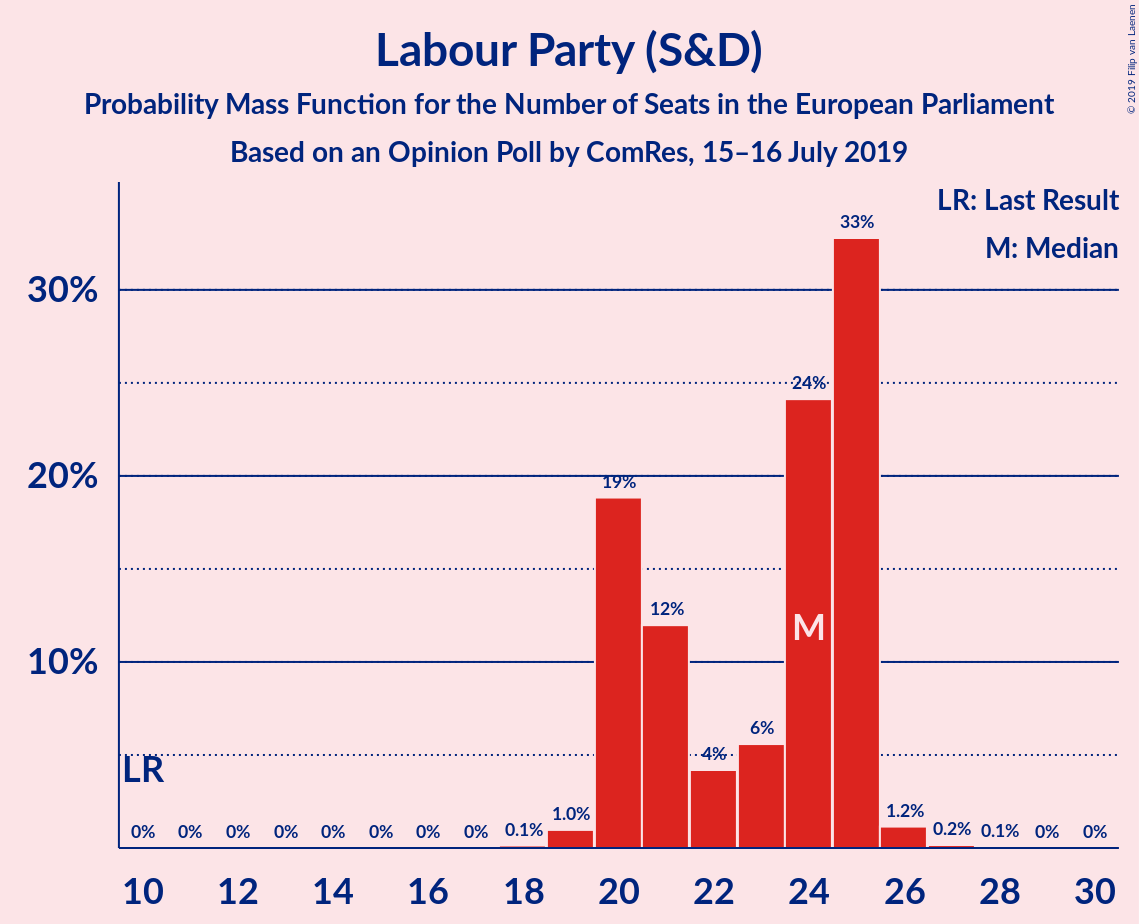 © 2019 Filip van Laenen
Labour Party (S&D)
Probability Mass Function for the Number of Seats in the European Parliament
Based on an Opinion Poll by ComRes, 15–16 July 2019
LR: Last Result
M: Median
33%
30%
24%
20%
19%
12%
M
10%
6%
4%
LR
0% 0% 0% 0% 0% 0% 0% 0% 0.1% 1.0% 1.2% 0.2% 0.1% 0% 0%
10 12 14 16 18 20 22 24 26 28 30